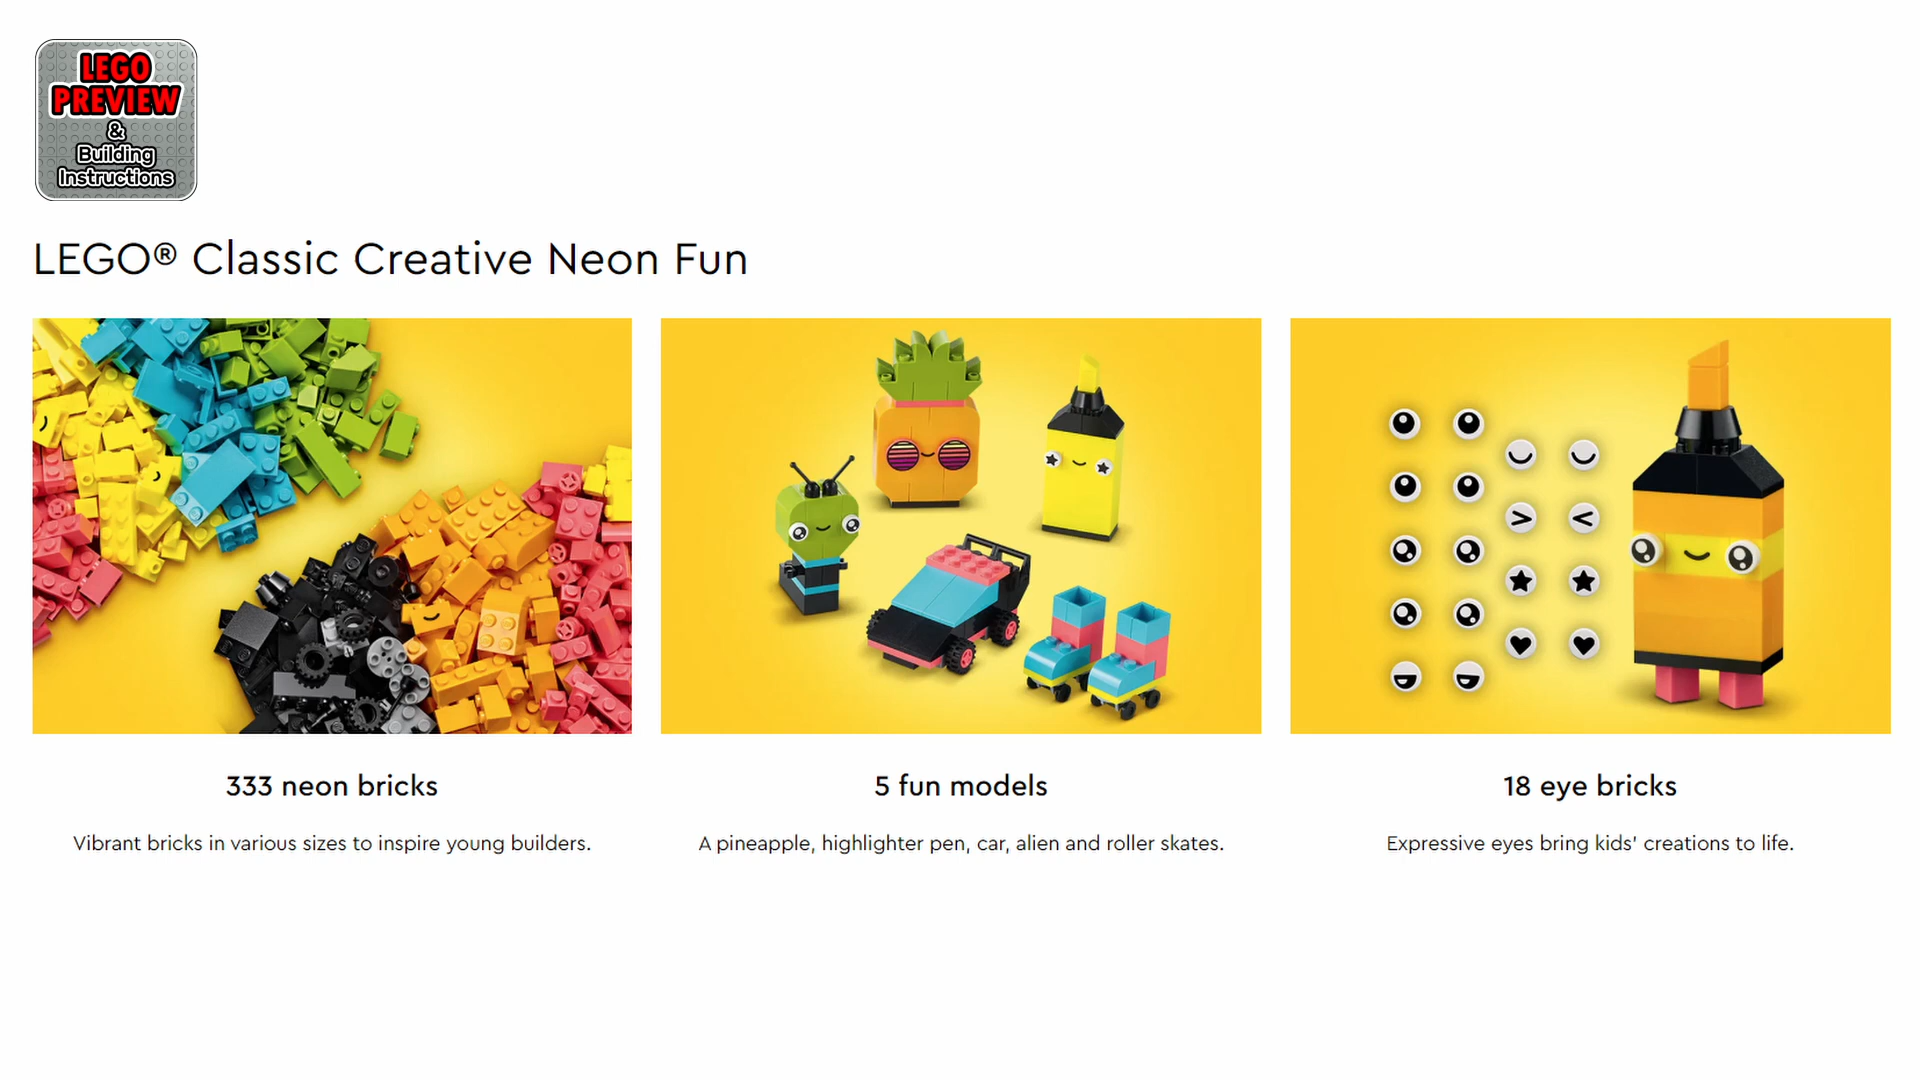 LEGO
PREVIEW
&
Building
Instructions
LEGO® Classic Creative Neon Fun
333 neon bricks
Vibrant bricks in various sizes to inspire young builders.
5 fun models
A pineapple, highlighter pen, car, alien and roller skates.
18 eye bricks
Expressive eyes bring kids' creations to life.